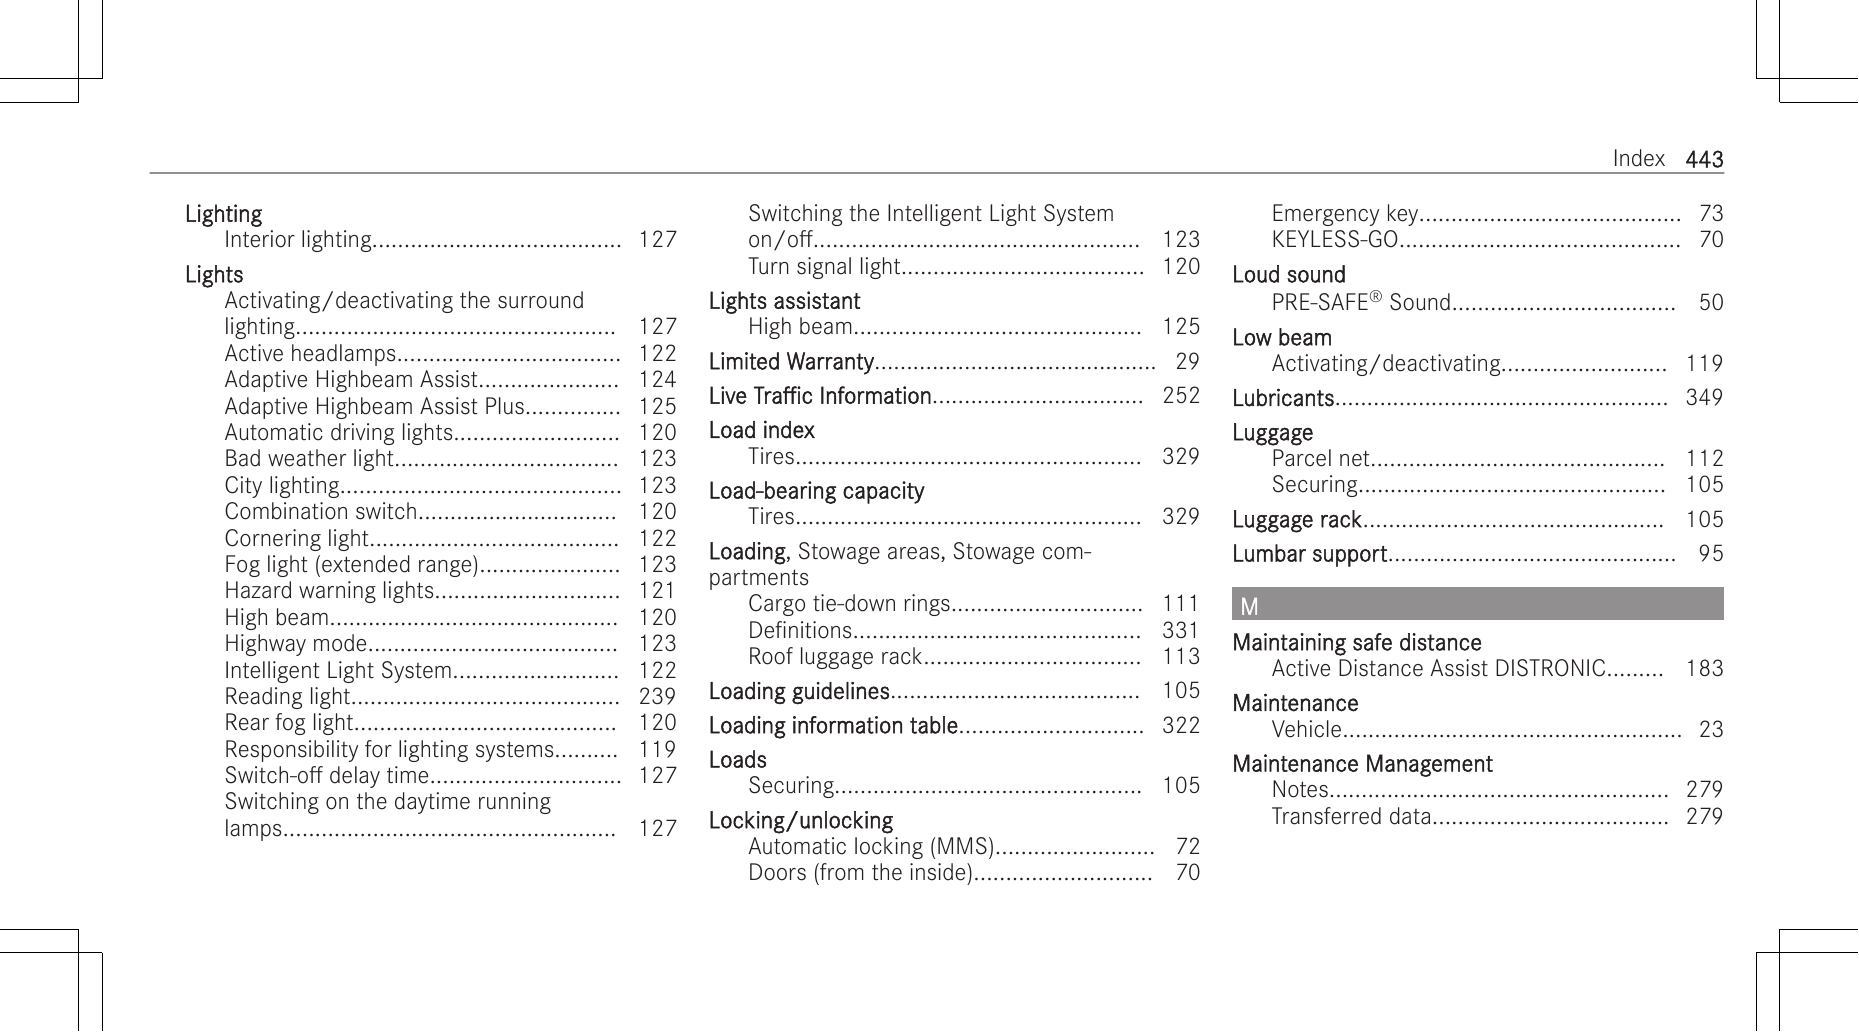 Index 443
Lighting
Interior lighting....................................... 127
Lights
Activating/deactivating the surround
lighting.................................................. 127
Active headlamps................................... 122
Adaptive Highbeam Assist...................... 124
Adaptive Highbeam Assist Plus............... 125
Automatic driving lights.......................... 120
Bad weather light................................... 123
City lighting............................................ 123
Combination switch............................... 120
Cornering light....................................... 122
Fog light (extended range)...................... 123
Hazard warning lights............................. 121
High beam............................................. 120
Highway mode....................................... 123
Intelligent Light System.......................... 122
Reading light.......................................... 239
Rear fog light......................................... 120
Responsibility for lighting systems.......... 119
Switch-off delay time.............................. 127
Switching on the daytime running
lamps.................................................... 127
Switching the Intelligent Light System
on/off................................................... 123
Turn signal light...................................... 120
Lights assistant
High beam............................................. 125
Limited Warranty............................................ 29
Live Traffic Information................................. 252
Load index
Tires...................................................... 329
Load-bearing capacity
Tires...................................................... 329
Loading, Stowage areas, Stowage com-
partments
Cargo tie-down rings.............................. 111
Definitions............................................. 331
Roof luggage rack.................................. 113
Loading guidelines....................................... 105
Loading information table............................. 322
Loads
Securing................................................ 105
Locking/unlocking
Automatic locking (MMS)......................... 72
Doors (from the inside)............................ 70
Emergency key......................................... 73
KEYLESS-GO............................................ 70
Loud sound
PRE-SAFE® Sound................................... 50
Low beam
Activating/deactivating.......................... 119
Lubricants.................................................... 349
Luggage
Parcel net.............................................. 112
Securing................................................ 105
Luggage rack............................................... 105
Lumbar support............................................. 95
M
Maintaining safe distance
Active Distance Assist DISTRONIC......... 183
Maintenance
Vehicle..................................................... 23
Maintenance Management
Notes..................................................... 279
Transferred data..................................... 279